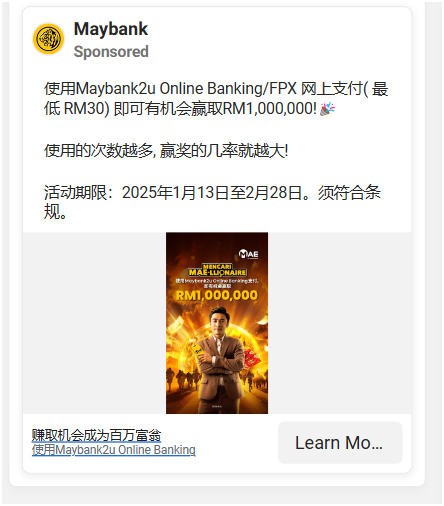 Maybank
Sponsored
使用Maybank2u Online Banking/FPX 网上支付( 最
低 RM30) 即可有机会赢取RM1,000,000!🎉
使用的次数越多, 赢奖的几率就越大!
活动期限：2025年1月13日至2月28日。须符合条
规。
MAE
MENCARI
MAE-LLIONAIRE
使用Maybank2u Online Banking支付,
即有机会赢取
RM1,000,000
赚取机会成为百万富翁
使用Maybank2u Online Banking
Learn Mo...